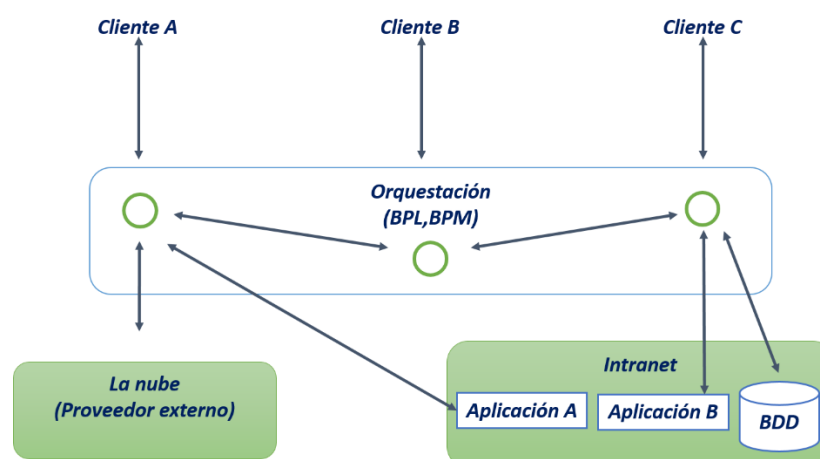 Cliente A
Cliente B
Cliente C
Orquestación
(BPL,BPM)
La nube
(Proveedor externo)
Intranet
Aplicación A
Aplicación B
BDD